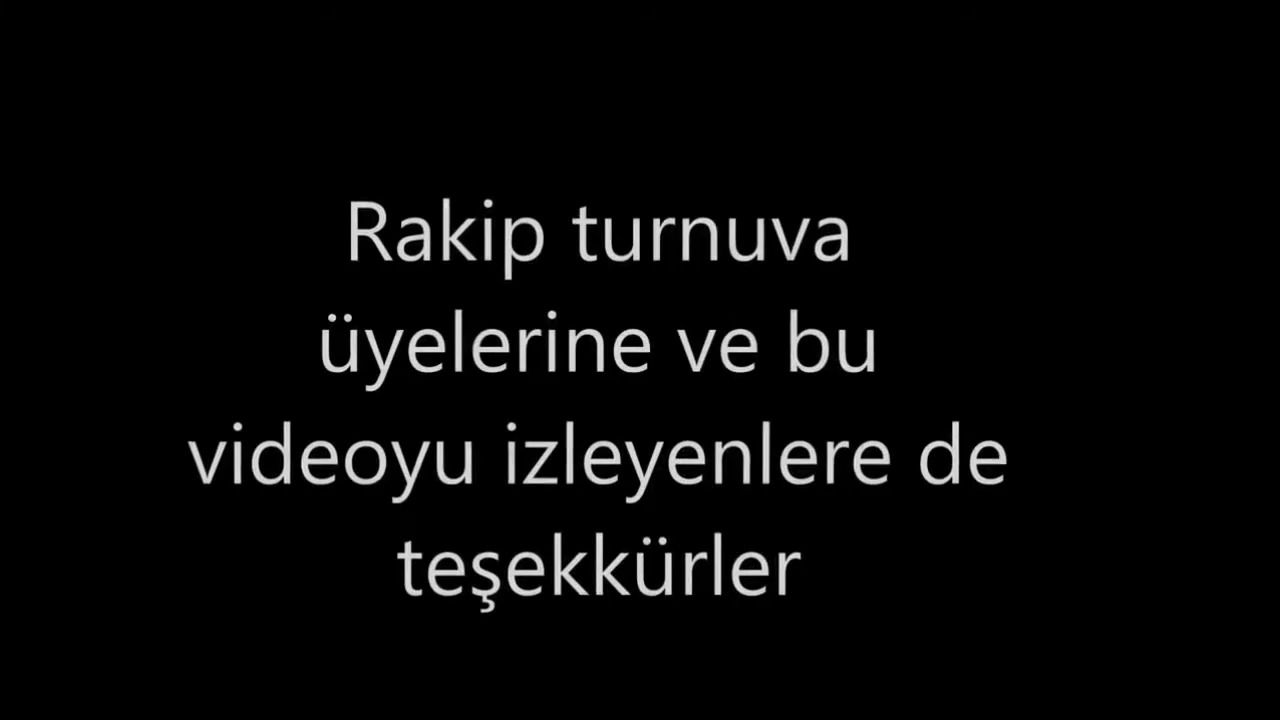 Rakip turnuva
üyelerine ve bu
videoyu izleyenlere de
teşekkürler